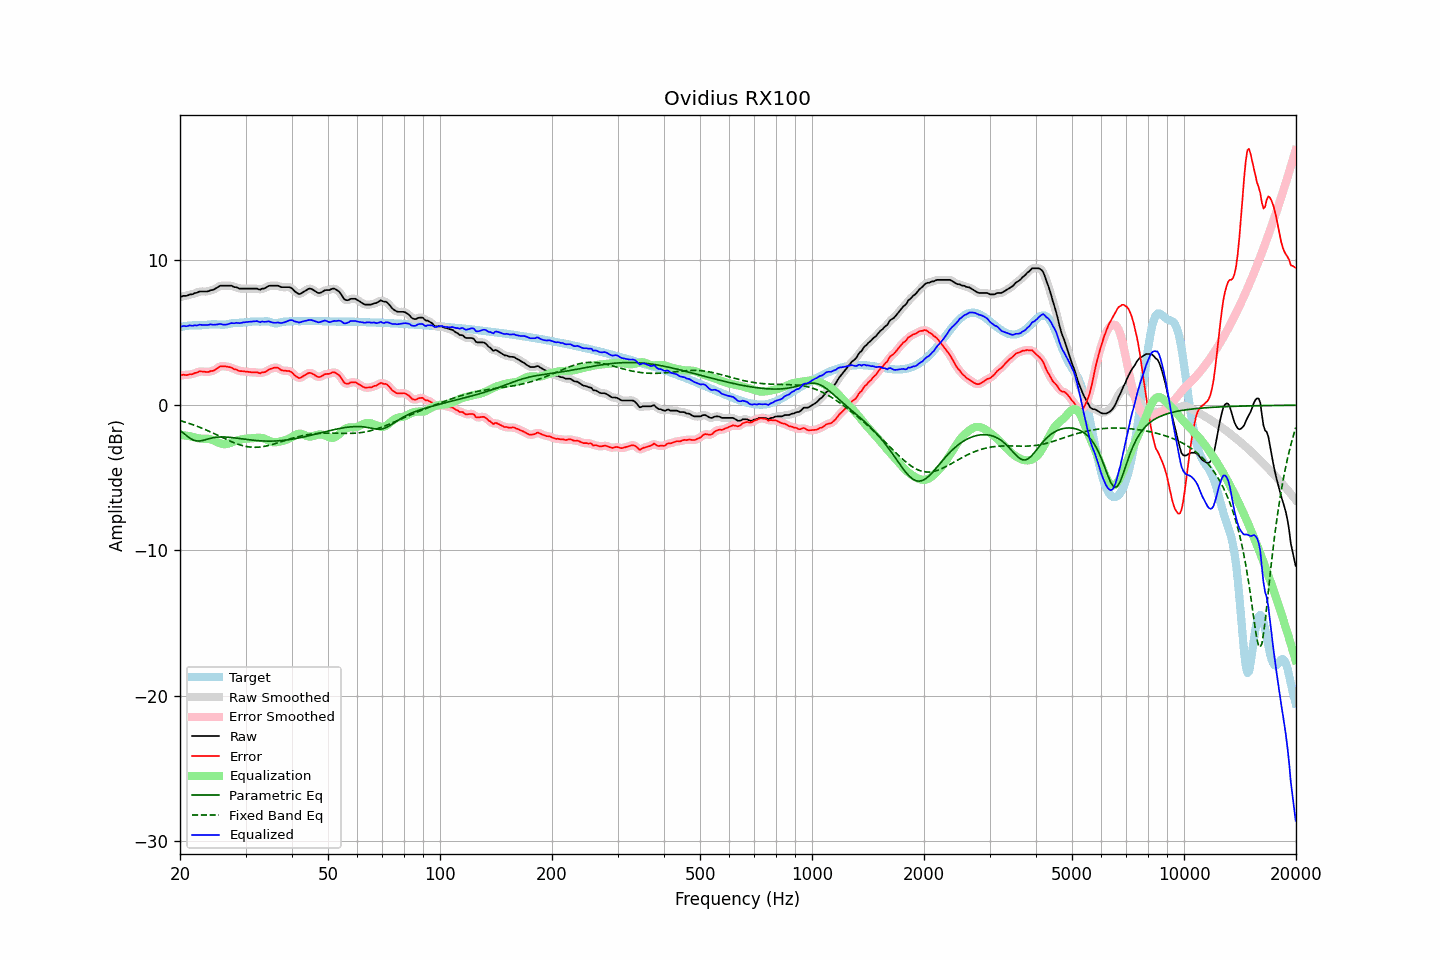 Ovidius RX100
Amplitude (dBr)
10
0
−10
−20
−30
Target
Raw Smoothed
Error Smoothed
Raw
Error
Equalization
Parametric Eq
Fixed Band Eq
Equalized
20 50 100 200 500 1000 2000 5000 10000 20000
Frequency (Hz)